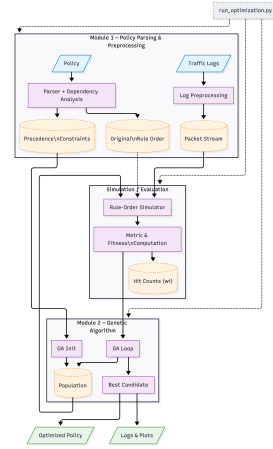 run_optimization.py
Module 1 – Policy Parsing &
Preprocessing
Policy
Traffic Logs
Parser + Dependency
Analysis
Log Preprocessing
Precedence\nConstraints
Original\nRule Order
Packet Stream
Simulation / Evaluation
Rule-Order Simulator
Metric &
Fitness\nComputation
Hit Counts (wi)
Module 2 – Genetic
Algorithm
GA Init
GA Loop
Population
Best Candidate
Optimized Policy
Logs & Plots